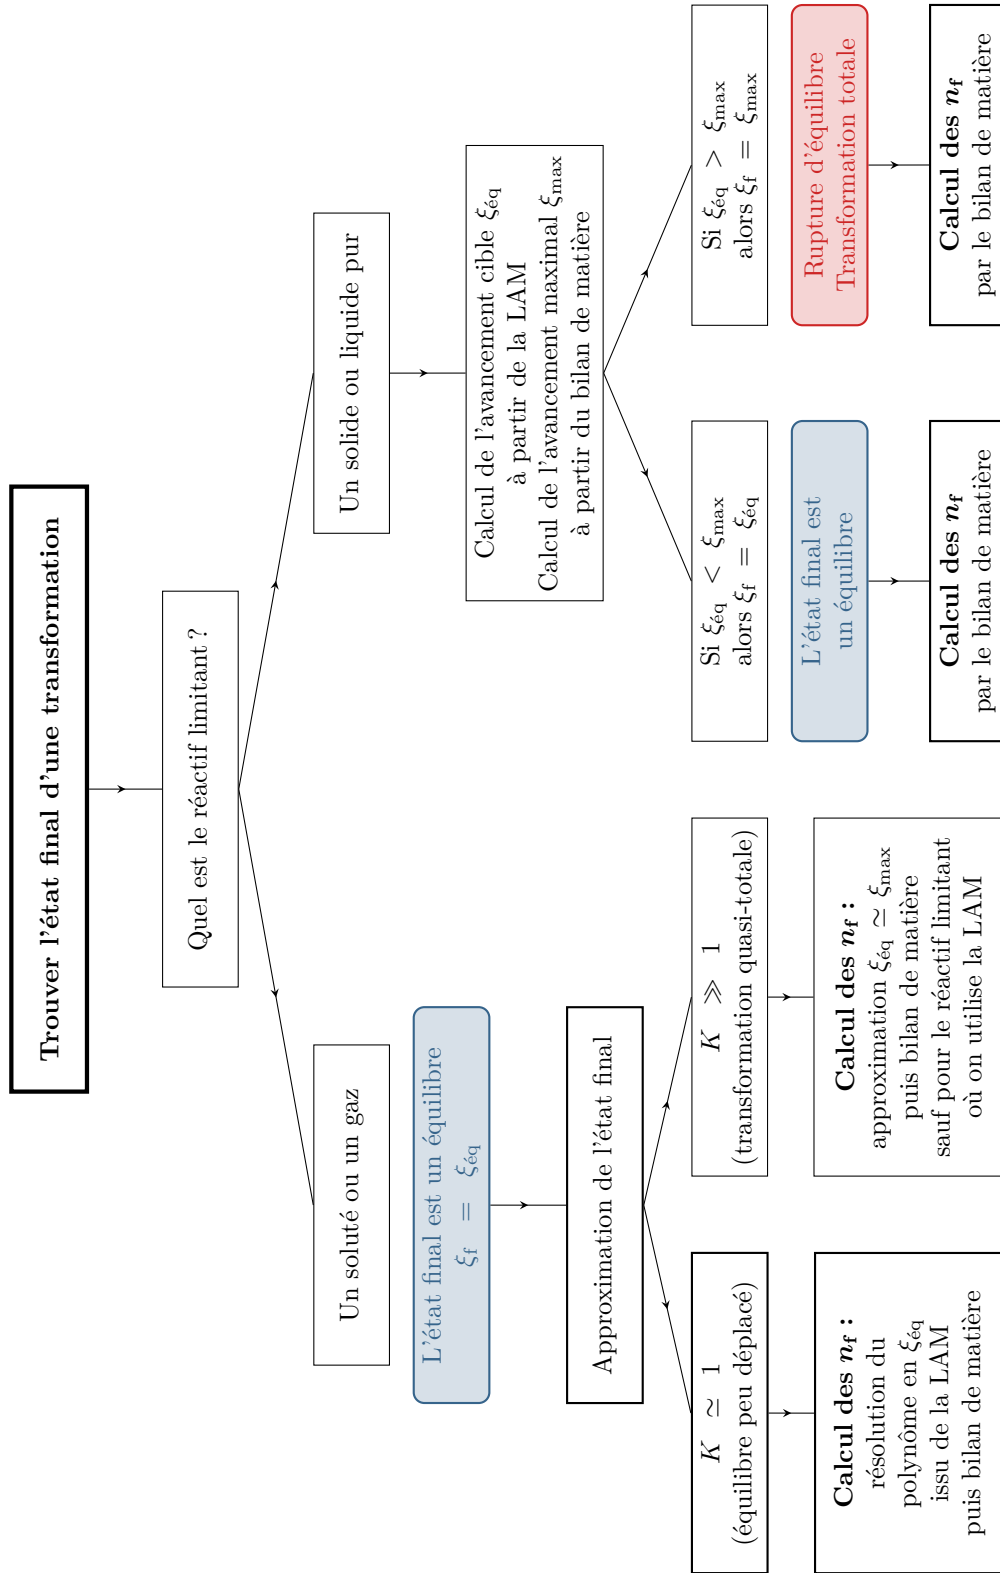 Trouver l'état final d'une transformation
Quel est le réactif limitant ?
Un soluté ou un gaz
Un solide ou liquide pur
L'état final est un équilibre
ξf = ξéq
Calcul de l'avancement cible ξéq
à partir de la LAM
Calcul de l'avancement maximal ξmax
à partir du bilan de matière
Approximation de l'état final
K ≃ 1
(équilibre peu déplacé)
K ≫ 1
(transformation quasi-totale)
Si ξéq < ξmax
alors ξf = ξéq
Si ξéq > ξmax
alors ξf = ξmax
L'état final est
un équilibre
Rupture d'équilibre
Transformation totale
Calcul des nf :
résolution du
polynôme en ξéq
issu de la LAM
puis bilan de matière
Calcul des nf :
approximation ξéq ≃ ξmax
puis bilan de matière
sauf pour le réactif limitant
où on utilise la LAM
Calcul des nf
par le bilan de matière
Calcul des nf
par le bilan de matière